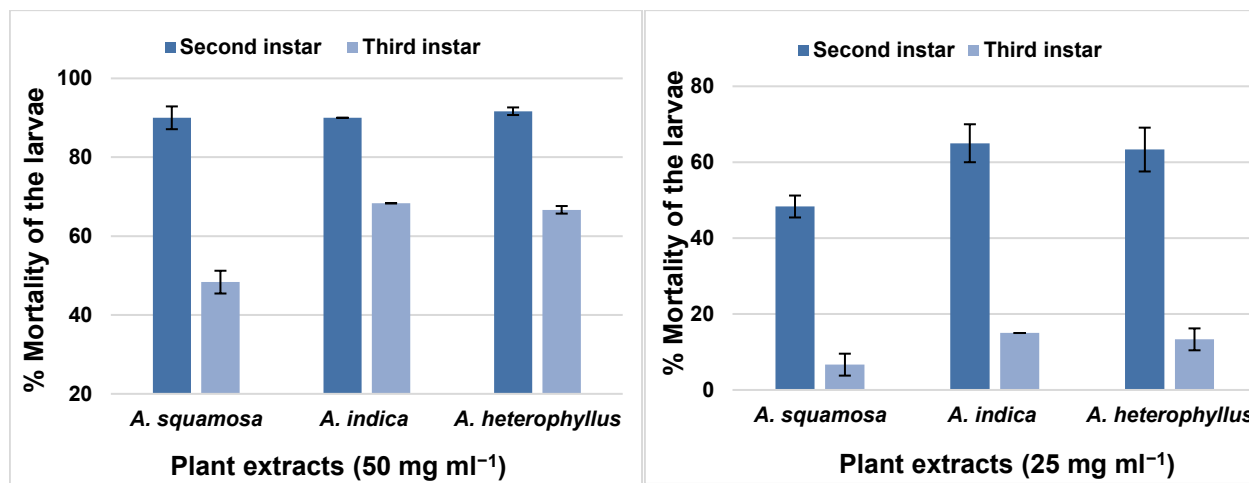 Second instar Third instar
% Mortality of the larvae
100
80
60
40
20
A. squamosa A. indica A. heterophyllus
Plant extracts (50 mg ml⁻¹)
Second instar Third instar
% Mortality of the larvae
80
60
40
20
0
A. squamosa A. indica A. heterophyllus
Plant extracts (25 mg ml⁻¹)